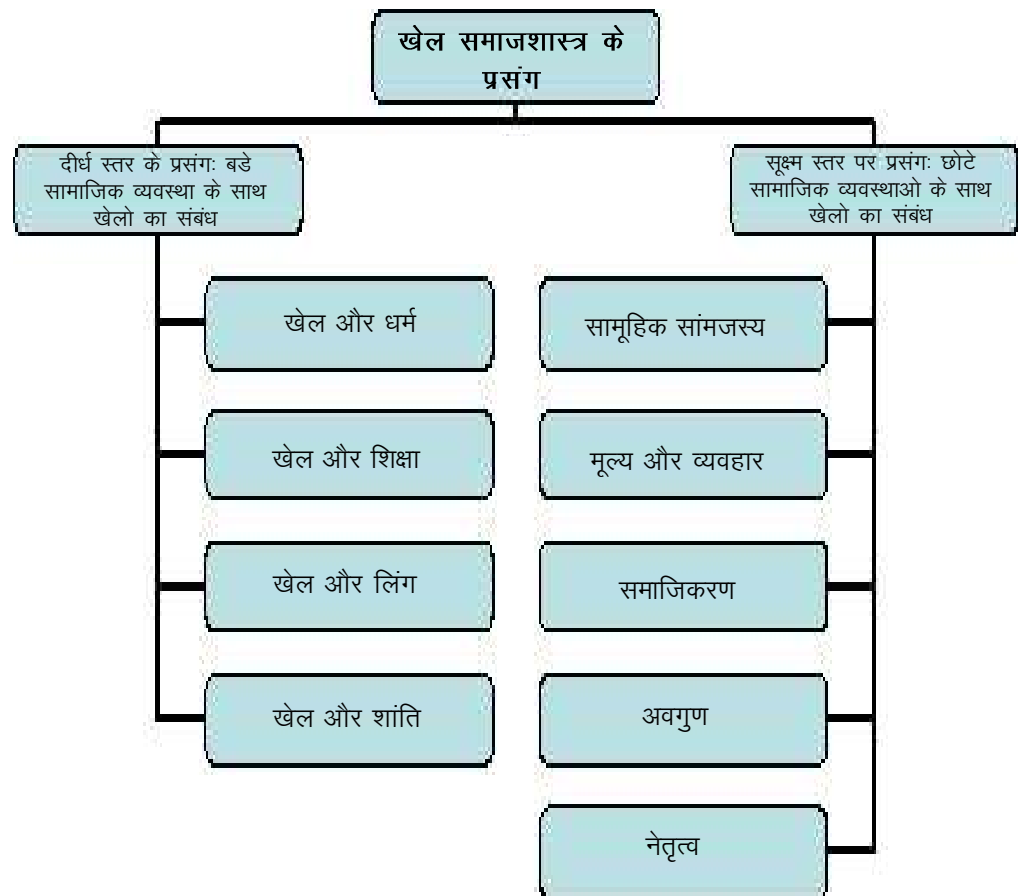 खेल समाजशास्त्र के
प्रसंग
दीर्ध स्तर के प्रसंगः बडे
सामाजिक व्यवस्था के साथ
खेलो का संबंध
सूक्ष्म स्तर पर प्रसंगः छोटे
सामाजिक व्यवस्थाओ के साथ
खेलो का संबंध
खेल और धर्म
सामूहिक सांमजस्य
खेल और शिक्षा
मूल्य और व्यवहार
खेल और लिंग
समाजिकरण
खेल और शांति
अवगुण
नेतृत्व